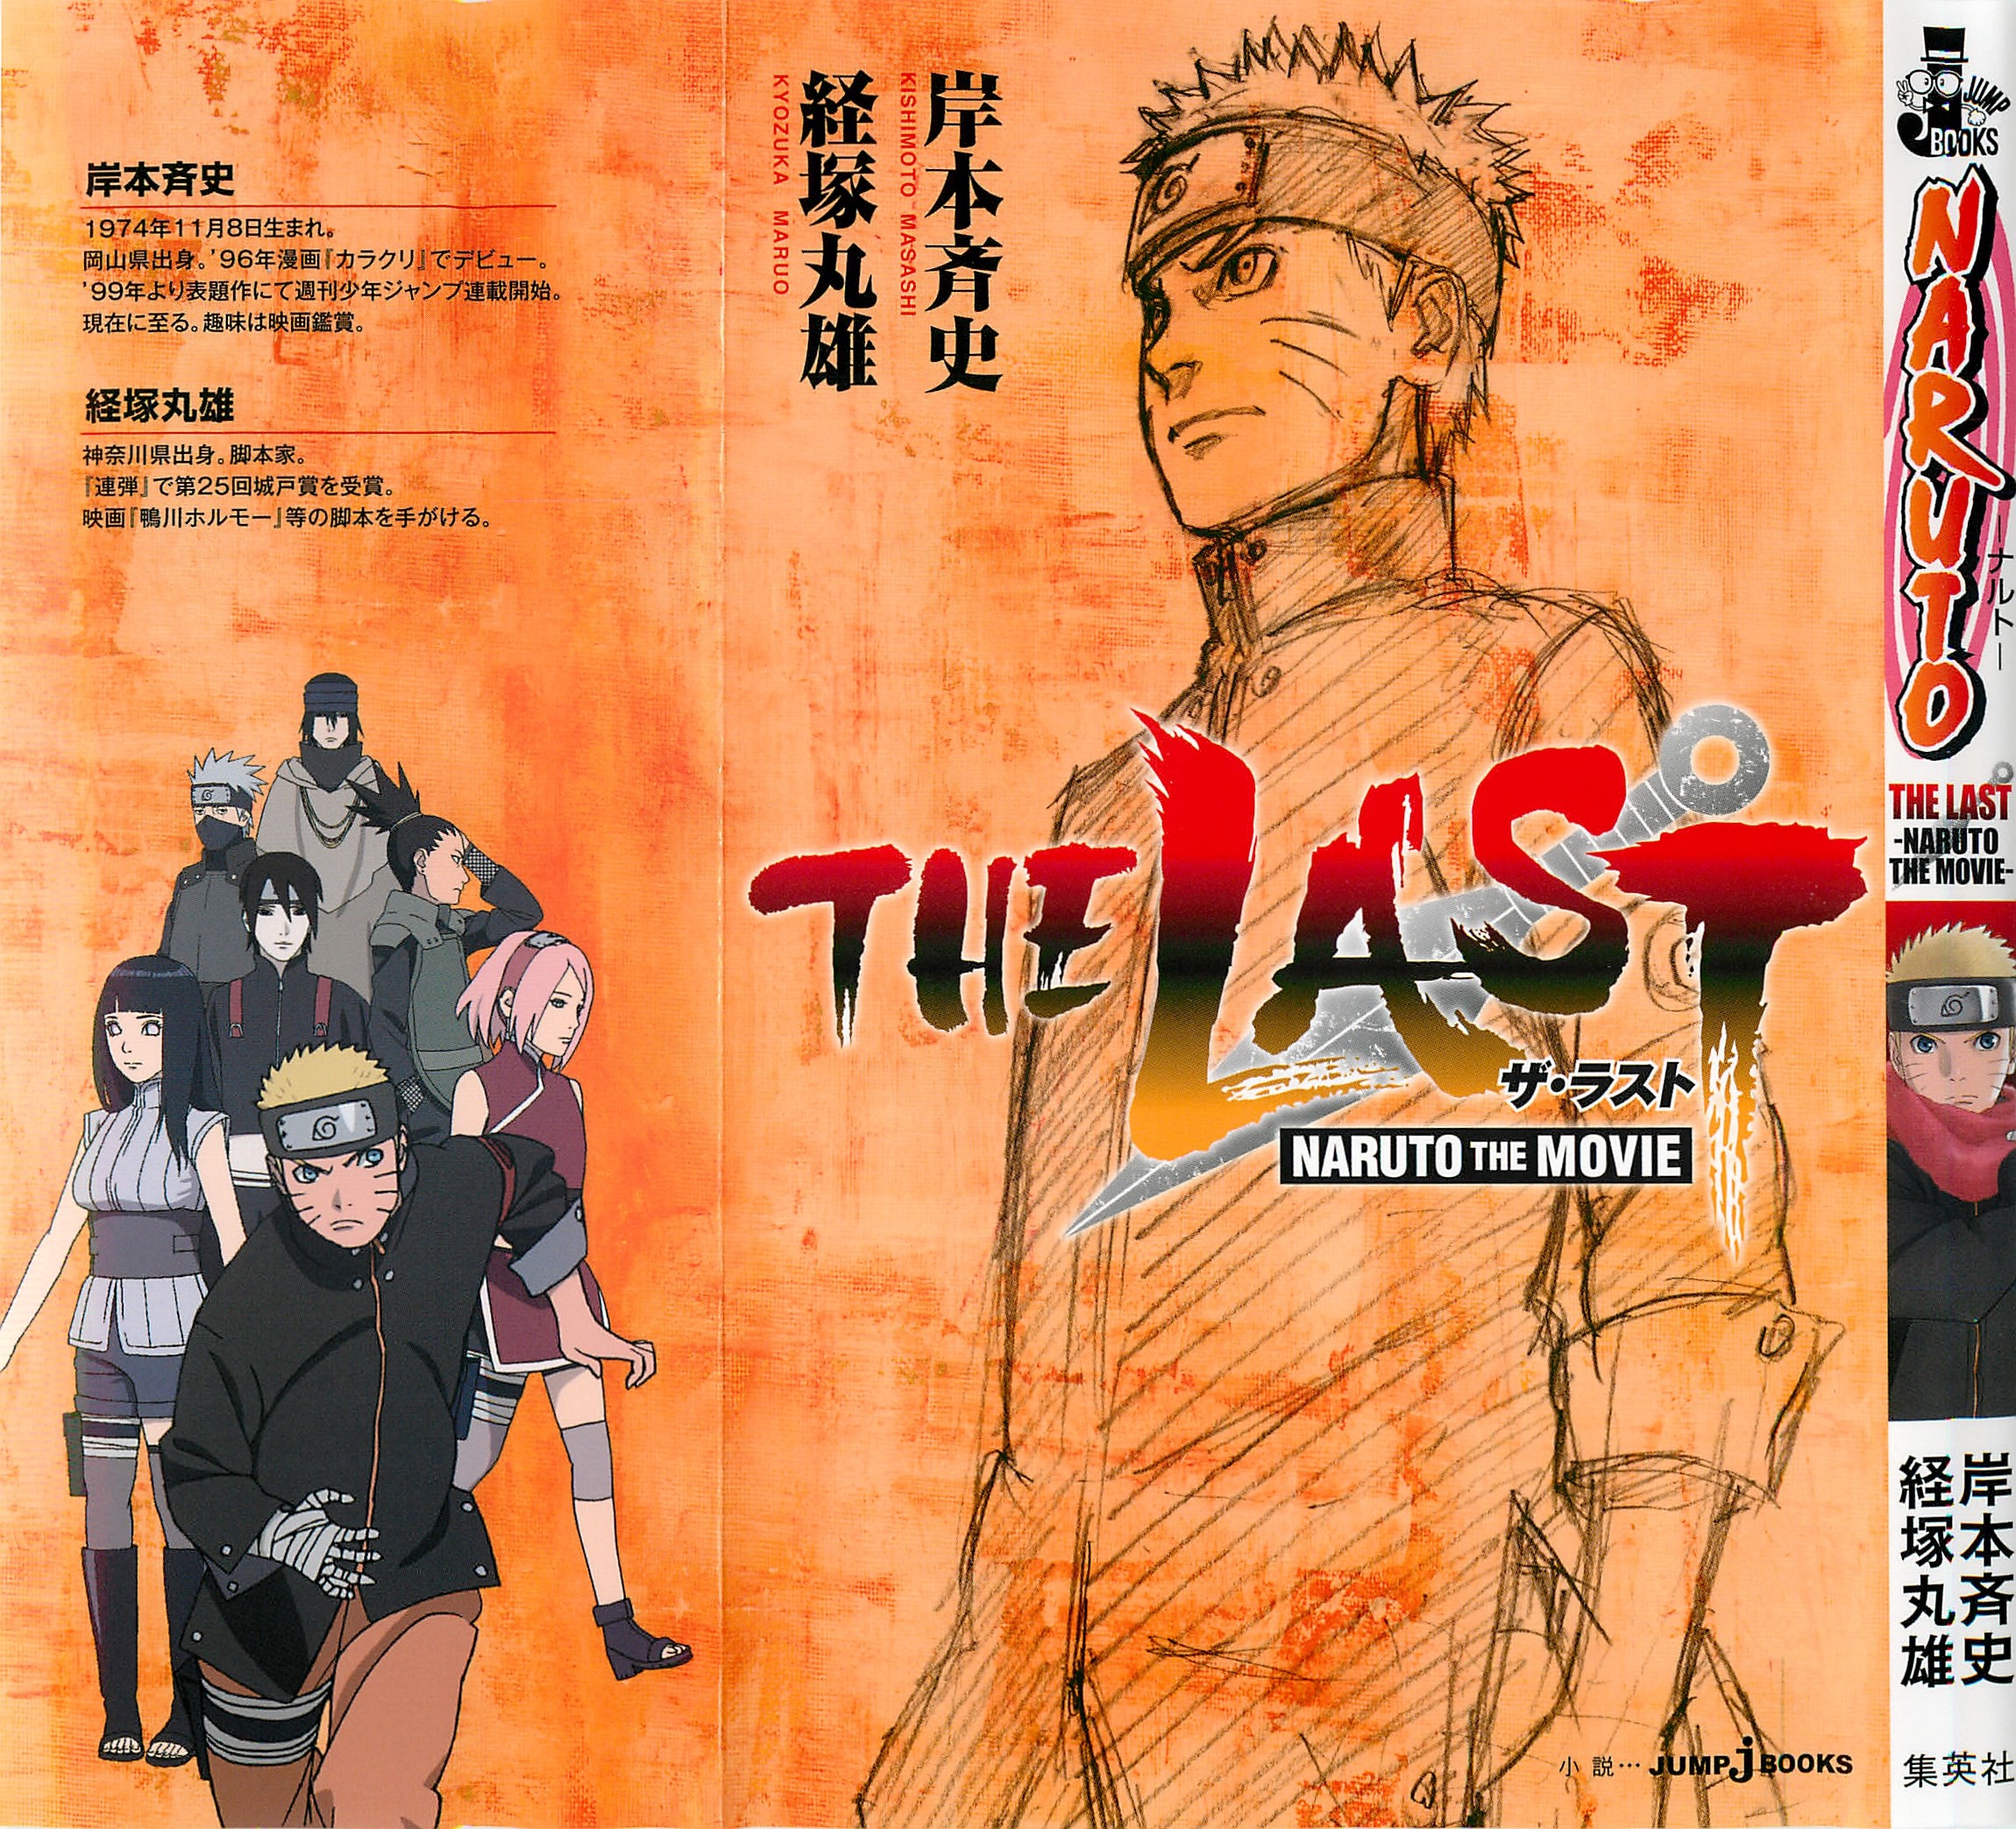 岸本斉史
1974年11月8日生まれ。
岡山県出身。'96年漫画『カラクリ』でデビュー。
'99年より表題作にて週刊少年ジャンプ連載開始。
現在に至る。趣味は映画鑑賞。
経塚丸雄
神奈川県出身。脚本家。
『連弾』で第25回城戸賞を受賞。
映画『鴨川ホルモー』等の脚本を手がける。
岸本斉史
KISHIMOTO MASASHI
経塚丸雄
KYOZUKA MARUO
THE LAST
ザ・ラスト
NARUTO THE MOVIE
小説… JUMP j BOOKS
JUMP
BOOKS
NARUTO
―ナルト―
THE LAST
-NARUTO
THE MOVIE-
岸本斉史
経塚丸雄
集英社